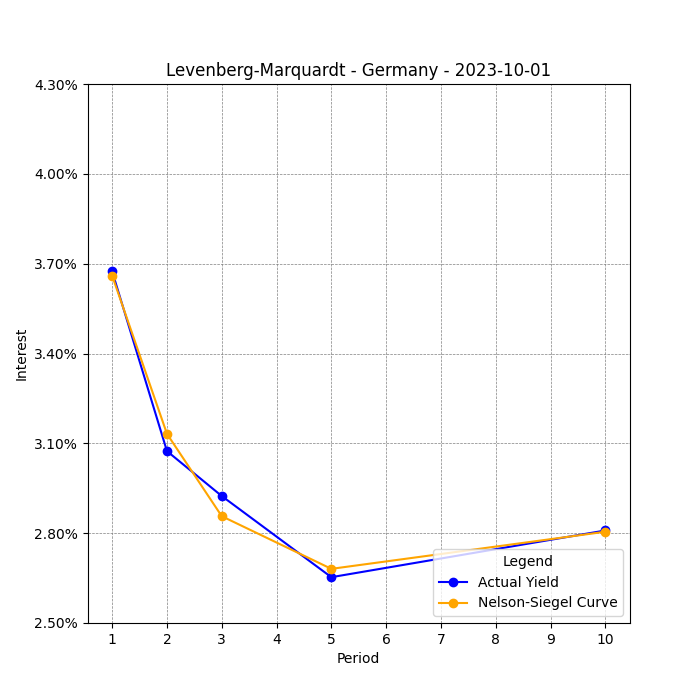 Levenberg-Marquardt - Germany - 2023-10-01
4.30%
4.00%
3.70%
3.40%
3.10%
2.80%
2.50%
Interest
1 2 3 4 5 6 7 8 9 10
Period
Legend
Actual Yield
Nelson-Siegel Curve